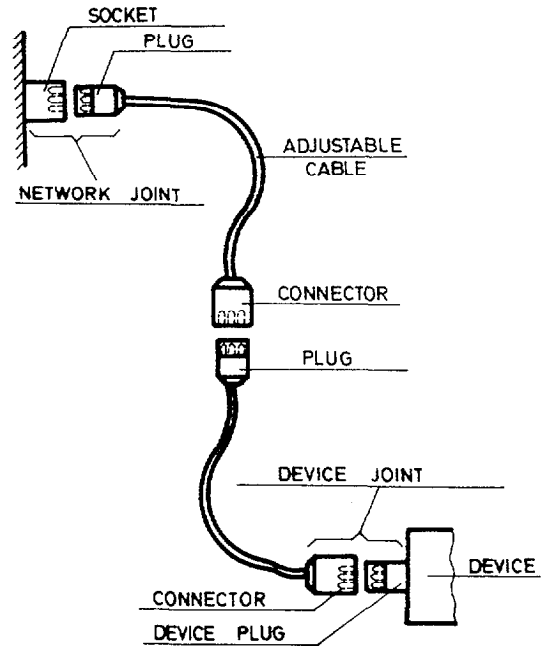 SOCKET
PLUG
ADJUSTABLE
CABLE
NETWORK JOINT
CONNECTOR
PLUG
DEVICE JOINT
DEVICE
CONNECTOR
DEVICE PLUG